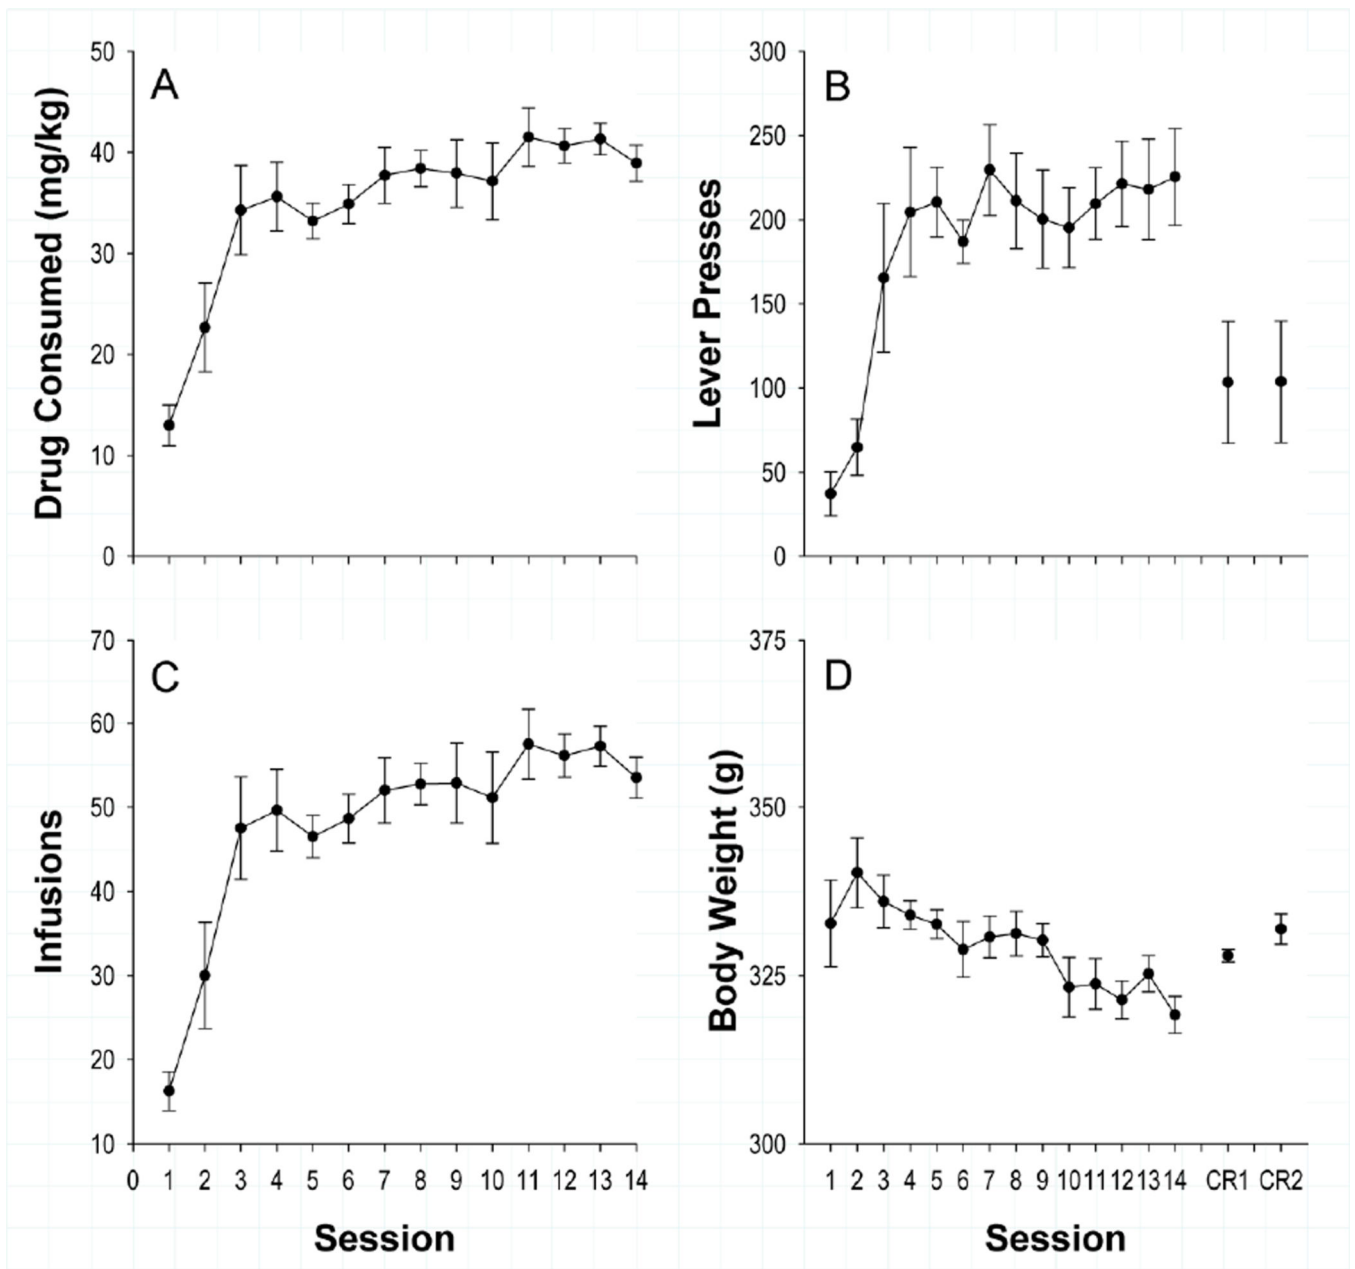 A
Drug Consumed (mg/kg)
50
40
30
20
10
0
B
Lever Presses
300
250
200
150
100
50
0
C
Infusions
70
60
50
40
30
20
10
0 1 2 3 4 5 6 7 8 9 10 11 12 13 14
Session
D
Body Weight (g)
375
350
325
300
1 2 3 4 5 6 7 8 9 10 11 12 13 14 CR1 CR2
Session